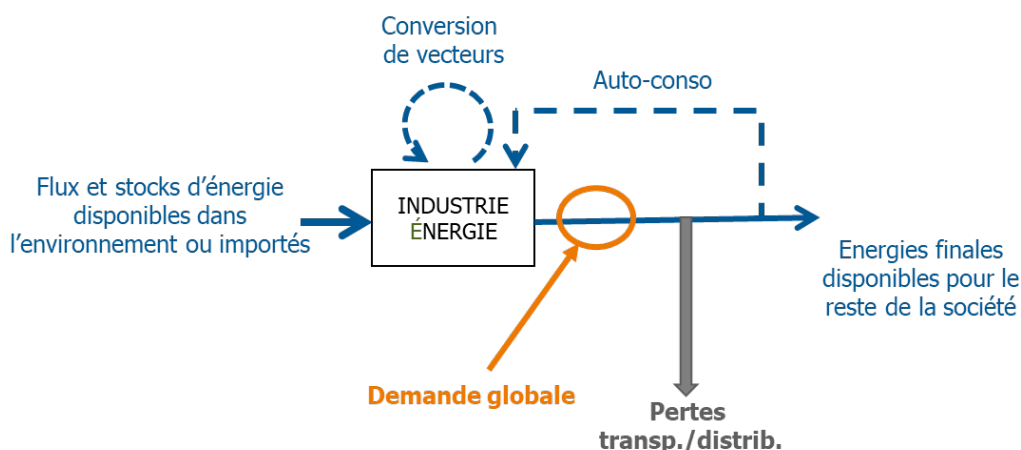 Conversion
de vecteurs
Auto-conso
Flux et stocks d’énergie
disponibles dans
l’environnement ou importés
INDUSTRIE
ÉNERGIE
Energies finales
disponibles pour le
reste de la société
Demande globale
Pertes
transp./distrib.